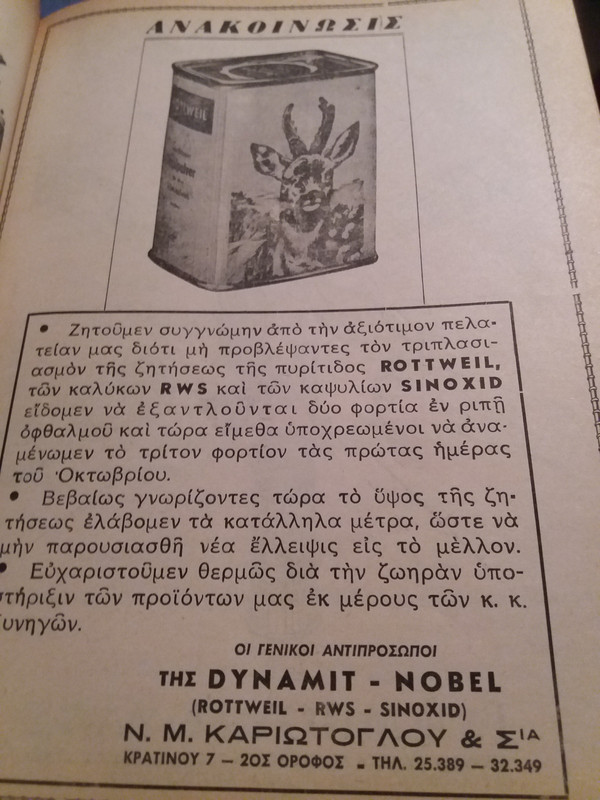 ΑΝΑΚΟΙΝΩΣΙΣ
• Ζητοῦμεν συγγνώμην ἀπὸ τὴν ἀξιότιμον πελα-
τείαν μας διότι μὴ προβλέψαντες τὸν τριπλασι-
ασμὸν τῆς ζητήσεως τῆς πυρίτιδος ROTTWEIL,
τῶν καλύκων RWS καὶ τῶν καψυλίων SINOXID
εἴδομεν νὰ ἐξαντλοῦνται δύο φορτία ἐν ριπῇ
ὀφθαλμοῦ καὶ τώρα εἴμεθα ὑποχρεωμένοι νὰ ἀνα-
μένωμεν τὸ τρίτον φορτίον τὰς πρώτας ἡμέρας
τοῦ Ὀκτωβρίου.
• Βεβαίως γνωρίζοντες τώρα τὸ ὕψος τῆς ζη-
τήσεως ἐλάβομεν τὰ κατάλληλα μέτρα, ὥστε νὰ
μὴν παρουσιασθῇ νέα ἔλλειψις εἰς τὸ μὲλλον.
• Εὐχαριστοῦμεν θερμῶς διὰ τὴν ζωηρὰν ὑπο-
στήριξιν τῶν προϊόντων μας ἐκ μέρους τῶν κ. κ.
υνηγῶν.
ΟΙ ΓΕΝΙΚΟΙ ΑΝΤΙΠΡΟΣΩΠΟΙ
ΤΗΣ DYNAMIT - NOBEL
(ROTTWEIL - RWS - SINOXID)
Ν. Μ. ΚΑΡΙΩΤΟΓΛΟΥ & ΣΙΑ
ΚΡΑΤΙΝΟΥ 7 — 2ΟΣ ΟΡΟΦΟΣ - ΤΗΛ. 25.389 — 32.349